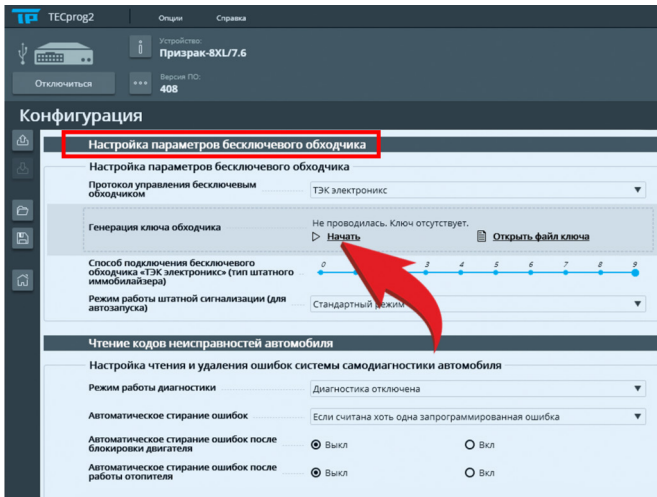 TECprog2 Опции Справка
Устройство:
Призрак-8XL/7.6
Отключиться
Версия ПО:
408
Конфигурация
Настройка параметров бесключевого обходчика
Настройка параметров бесключевого обходчика
Протокол управления бесключевым обходчиком
ТЭК электроникс
Генерация ключа обходчика
Не проводилась. Ключ отсутствует.
Начать Открыть файл ключа
Способ подключения бесключевого
обходчика «ТЭК электроникс» (тип штатного
иммобилайзера)
0 3 4 5 6 7 8 9
Режим работы штатной сигнализации (для
автозапуска)
Стандартный режим
Чтение кодов неисправностей автомобиля
Настройка чтения и удаления ошибок системы самодиагностики автомобиля
Режим работы диагностики
Диагностика отключена
Автоматическое стирание ошибок
Если считана хоть одна запрограммированная ошибка
Автоматическое стирание ошибок после
блокировки двигателя
Выкл Вкл
Автоматическое стирание ошибок после
работы отопителя
Выкл Вкл